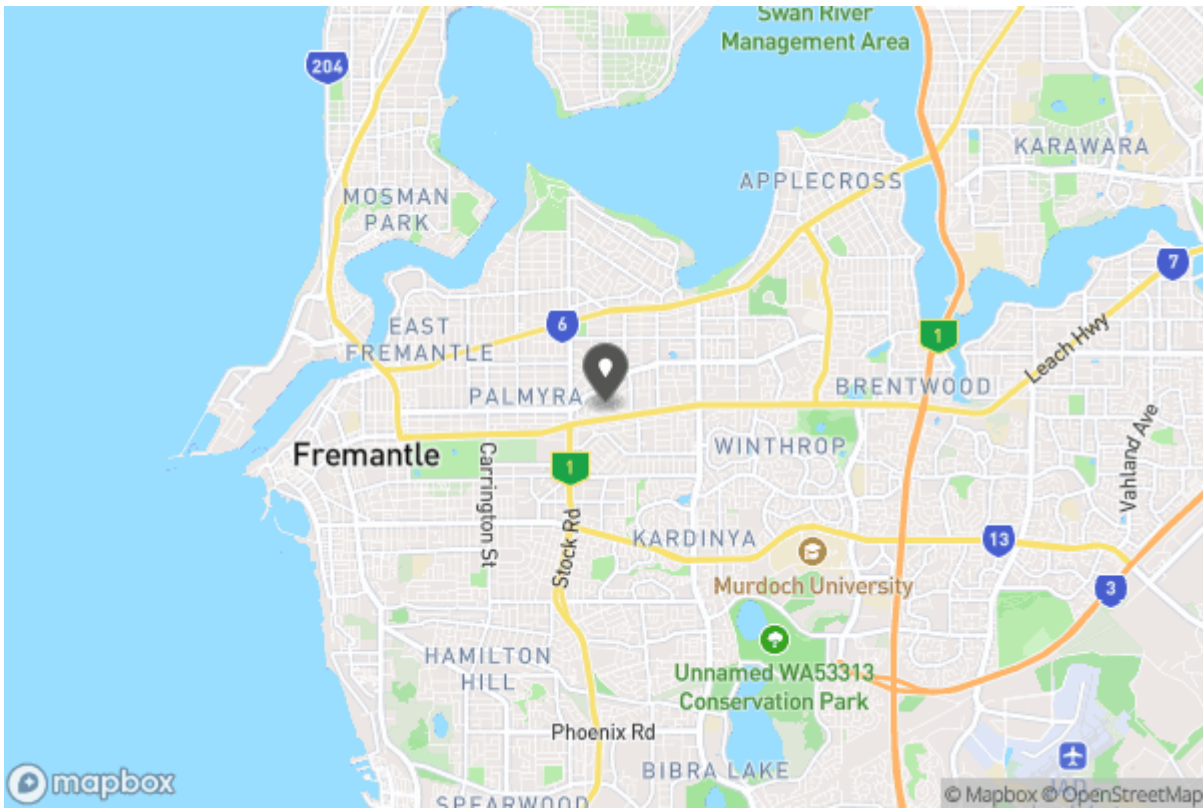 Swan River
Management Area
204
KARAWARA
APPLECROSS
MOSMAN
PARK
7
6
EAST
FREMANTLE
1
Leach Hwy
BRENTWOOD
PALMYRA
Vahland Ave
WINTHROP
Fremantle
Carrington St
1
Stock Rd
KARDINYA
13
Murdoch University
3
HAMILTON
HILL
Unnamed WA53313
Conservation Park
Phoenix Rd
BIBRA LAKE
mapbox
SPEARWOOD
© Mapbox © OpenStreetMap